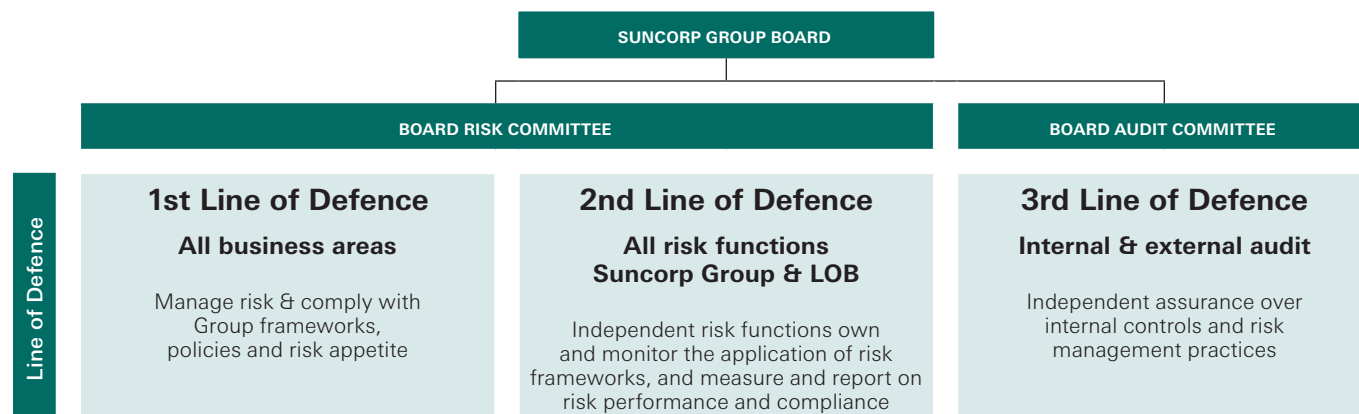 SUNCORP GROUP BOARD
BOARD RISK COMMITTEE
BOARD AUDIT COMMITTEE
Line of Defence
1st Line of Defence
All business areas
Manage risk & comply with
Group frameworks,
policies and risk appetite
2nd Line of Defence
All risk functions
Suncorp Group & LOB
Independent risk functions own
and monitor the application of risk
frameworks, and measure and report on
risk performance and compliance
3rd Line of Defence
Internal & external audit
Independent assurance over
internal controls and risk
management practices